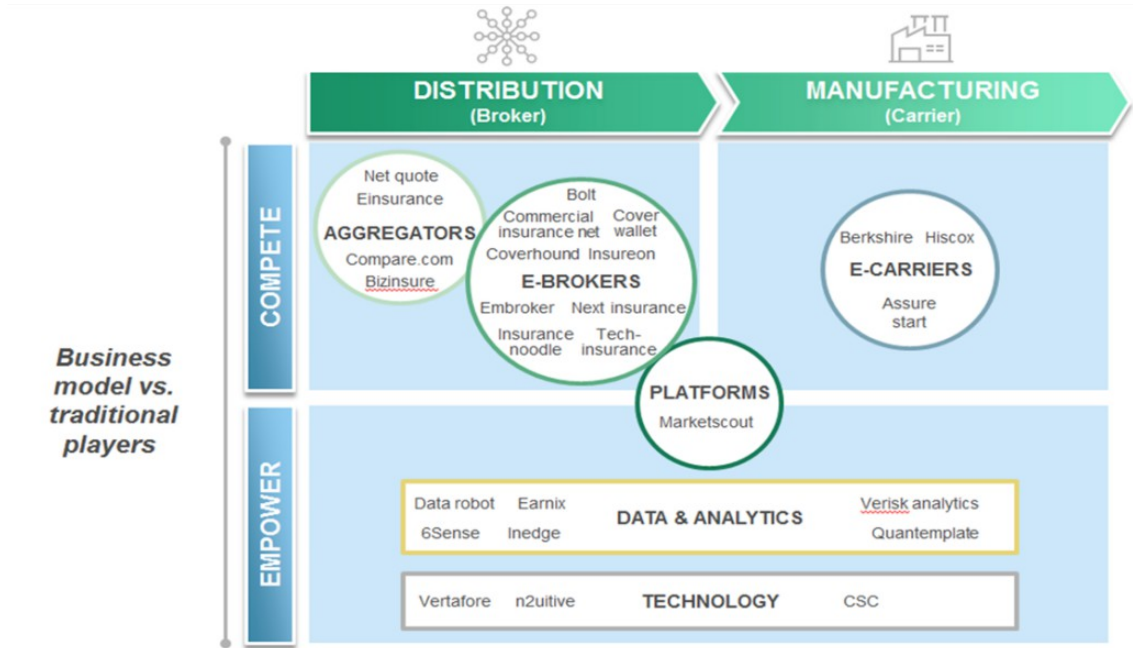 DISTRIBUTION
(Broker)
MANUFACTURING
(Carrier)
Business
model vs.
traditional
players
COMPETE
Net quote
Einsurance
AGGREGATORS
Compare.com
Bizinsure
Bolt
Commercial Cover
insurance net wallet
Coverhound Insureon
E-BROKERS
Embroker Next insurance
Insurance Tech-
noodle insurance
Berkshire Hiscox
E-CARRIERS
Assure
start
PLATFORMS
Marketscout
EMPOWER
Data robot Earnix
6Sense Inedge
DATA & ANALYTICS
Verisk analytics
Quantemplate
Vertafore n2uitive TECHNOLOGY CSC